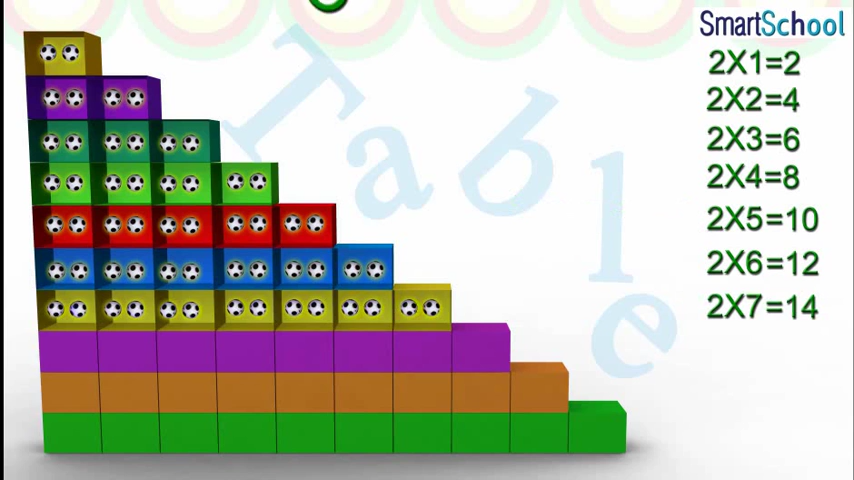 SmartSchool
2X1=2
2X2=4
2X3=6
2X4=8
2X5=10
2X6=12
2X7=14
Table